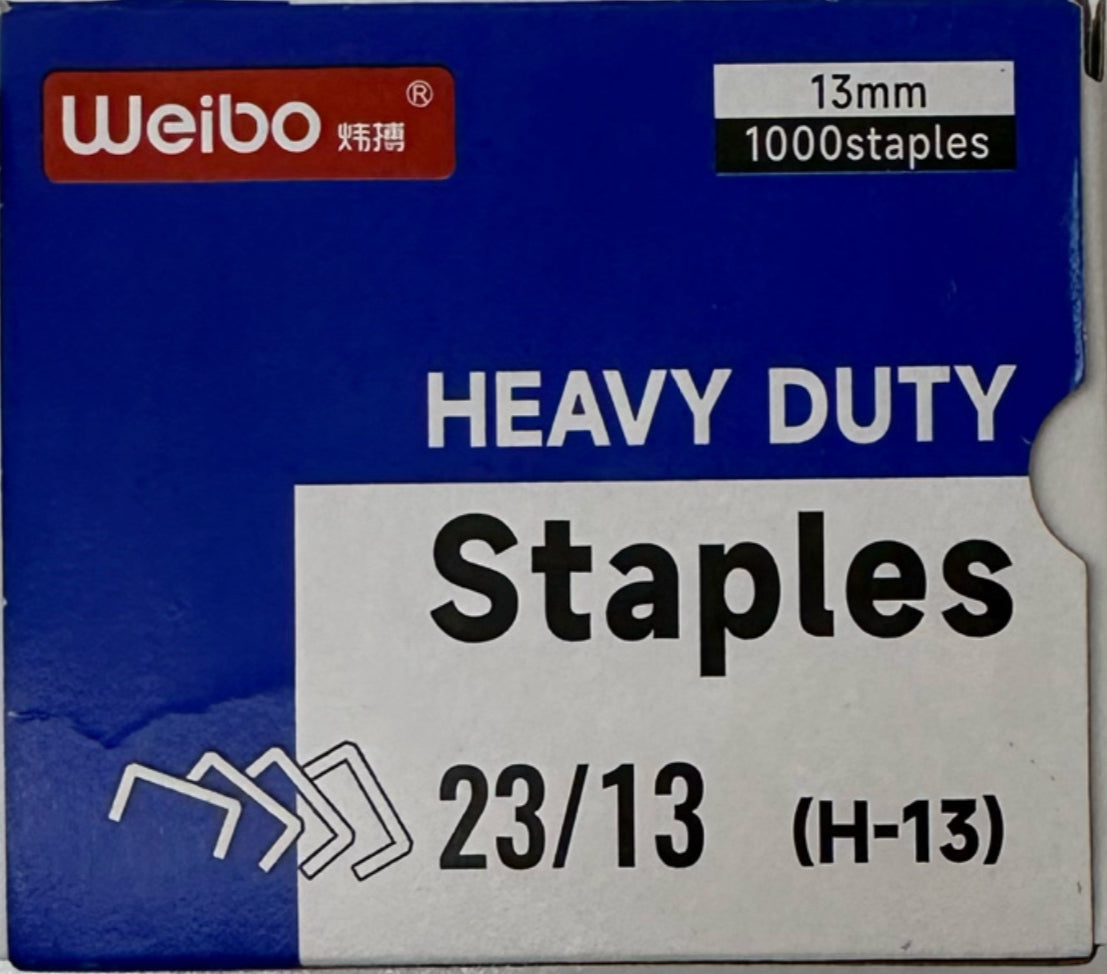 Weibo 炜搏 ®
13mm
1000staples
HEAVY DUTY
Staples
23/13 (H-13)